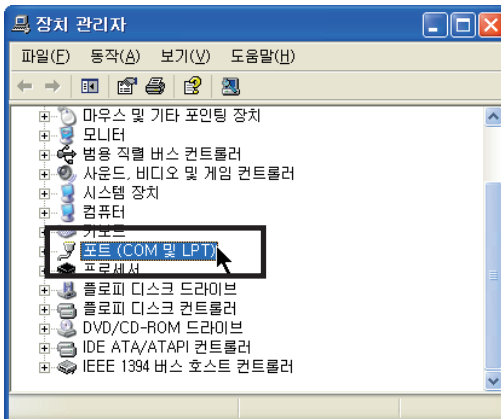 장치 관리자
파일(F) 동작(A) 보기(V) 도움말(H)
마우스 및 기타 포인팅 장치
모니터
범용 직렬 버스 컨트롤러
사운드, 비디오 및 게임 컨트롤러
시스템 장치
컴퓨터
키보드
포트 (COM 및 LPT)
프로세서
플로피 디스크 드라이브
플로피 디스크 컨트롤러
DVD/CD-ROM 드라이브
IDE ATA/ATAPI 컨트롤러
IEEE 1394 버스 호스트 컨트롤러